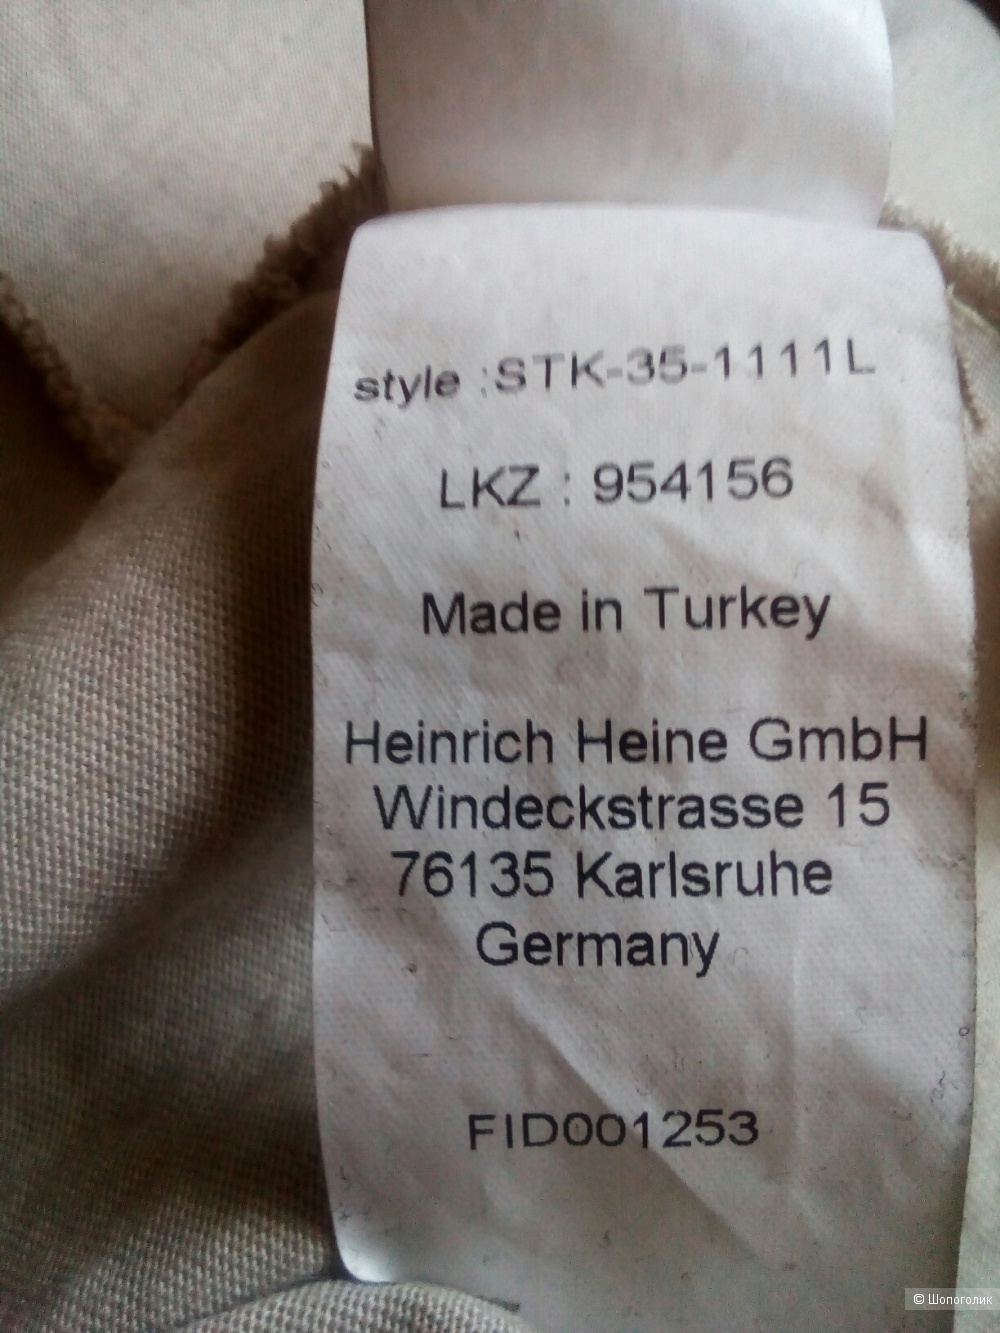 style :STK-35-1111L
LKZ : 954156
Made in Turkey
Heinrich Heine GmbH
Windeckstrasse 15
76135 Karlsruhe
Germany
FID001253
© Шопоголик